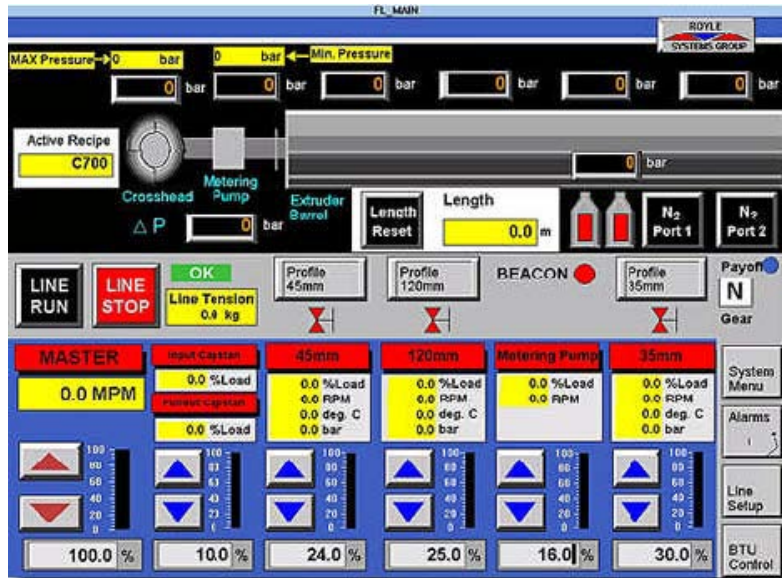 FL_MAIN
ROYLE
SYSTEMS GROUP
MAX Pressure 0 bar 0 bar Min. Pressure
0 bar 0 bar 0 bar 0 bar 0 bar 0 bar
Active Recipe
C700
0 bar
Crosshead
Metering
Pump
Extruder
Barrel
Δ P 0 bar
Length
Reset
Length
0.0 m
N2
Port 1
N2
Port 2
LINE
RUN
LINE
STOP
OK
Line Tension
0.0 kg
Profile
45mm
Profile
120mm
BEACON
Profile
35mm
Payoff
N
Gear
MASTER
0.0 MPM
Input Capstan
0.0 %Load
Pullout Capstan
0.0 %Load
45mm
0.0 %Load
0.0 RPM
0.0 deg. C
0.0 bar
120mm
0.0 %Load
0.0 RPM
0.0 deg. C
0.0 bar
Metering Pump
0.0 %Load
0.0 RPM
35mm
0.0 %Load
0.0 RPM
0.0 deg. C
0.0 bar
System
Menu
Alarms
Line
Setup
BTU
Control
100.0 %
10.0 %
24.0 %
25.0 %
16.0 %
30.0 %